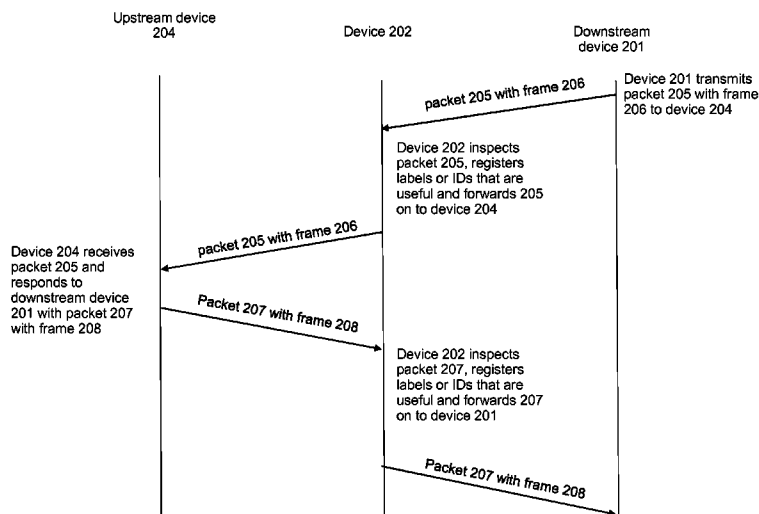 Upstream device
204
Device 202
Downstream
device 201
packet 205 with frame 206
Device 201 transmits
packet 205 with frame
206 to device 204
Device 202 inspects
packet 205, registers
labels or IDs that are
useful and forwards 205
on to device 204
packet 205 with frame 206
Device 204 receives
packet 205 and
responds to
downstream device
201 with packet 207
with frame 208
Packet 207 with frame 208
Device 202 inspects
packet 207, registers
labels or IDs that are
useful and forwards 207
on to device 201
Packet 207 with frame 208